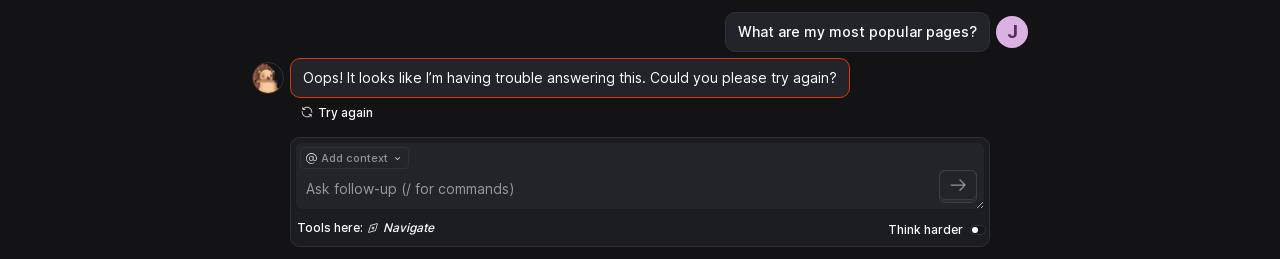 What are my most popular pages?
J
Oops! It looks like I’m having trouble answering this. Could you please try again?
Try again
@ Add context
Ask follow-up (/ for commands)
Tools here: Navigate
Think harder